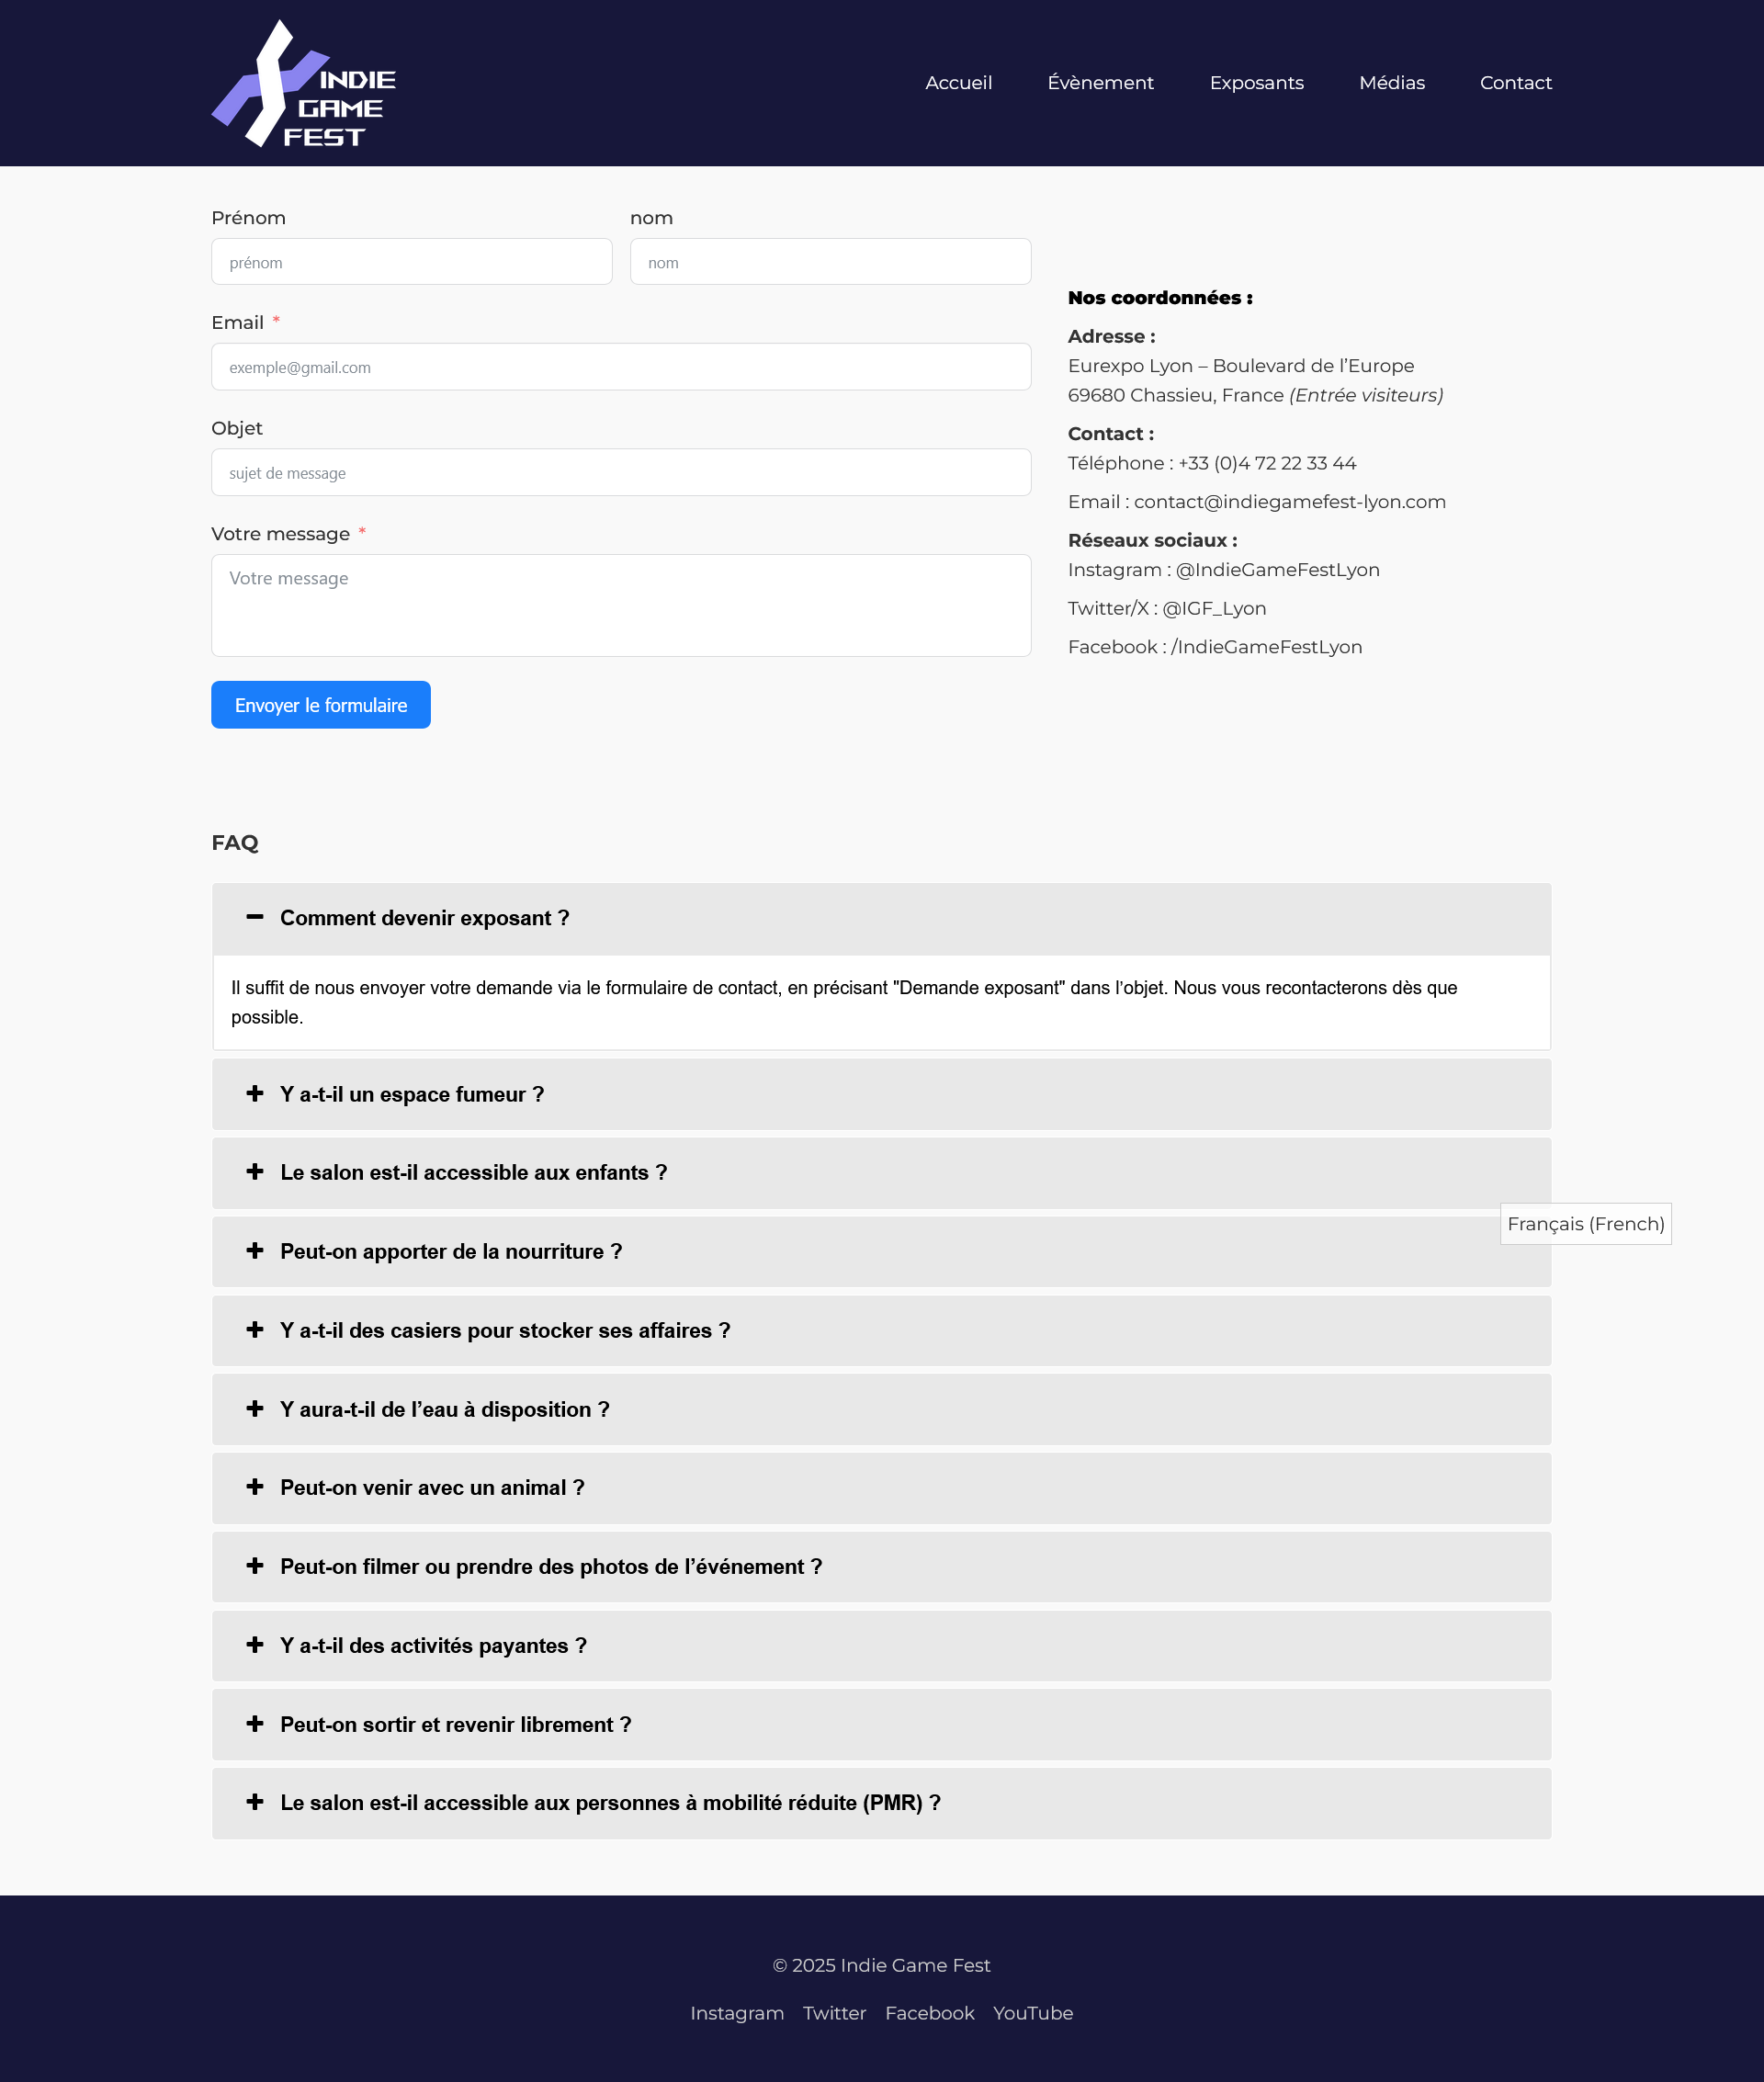 INDIE
GAME
FEST
Accueil Évènement Exposants Médias Contact
Prénom
prénom
nom
nom
Email *
exemple@gmail.com
Objet
sujet de message
Votre message *
Votre message
Envoyer le formulaire
Nos coordonnées :
Adresse :
Eurexpo Lyon – Boulevard de l’Europe
69680 Chassieu, France (Entrée visiteurs)
Contact :
Téléphone : +33 (0)4 72 22 33 44
Email : contact@indiegamefest-lyon.com
Réseaux sociaux :
Instagram : @IndieGameFestLyon
Twitter/X : @IGF_Lyon
Facebook : /IndieGameFestLyon
FAQ
Comment devenir exposant ?
Il suffit de nous envoyer votre demande via le formulaire de contact, en précisant "Demande exposant" dans l’objet. Nous vous recontacterons dès que
possible.
Y a-t-il un espace fumeur ?
Le salon est-il accessible aux enfants ?
Français (French)
Peut-on apporter de la nourriture ?
Y a-t-il des casiers pour stocker ses affaires ?
Y aura-t-il de l’eau à disposition ?
Peut-on venir avec un animal ?
Peut-on filmer ou prendre des photos de l’événement ?
Y a-t-il des activités payantes ?
Peut-on sortir et revenir librement ?
Le salon est-il accessible aux personnes à mobilité réduite (PMR) ?
© 2025 Indie Game Fest
Instagram Twitter Facebook YouTube